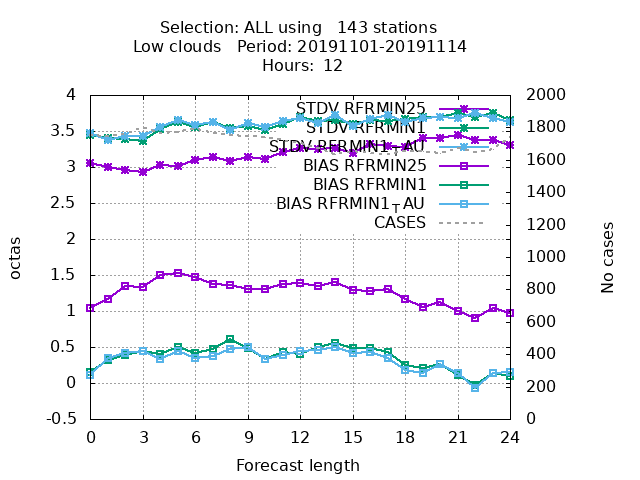 Selection: ALL using   143 stations
Low clouds   Period: 20191101-20191114
Hours:  12
STDV RFRMIN25
STDV RFRMIN1
STDV RFRMIN1_AU
BIAS RFRMIN25
BIAS RFRMIN1
BIAS RFRMIN1_TAU
CASES
4
3.5
3
2.5
2
1.5
1
0.5
0
-0.5
octas
2000
1800
1600
1400
1200
1000
800
600
400
200
0
No cases
0 3 6 9 12 15 18 21 24
Forecast length